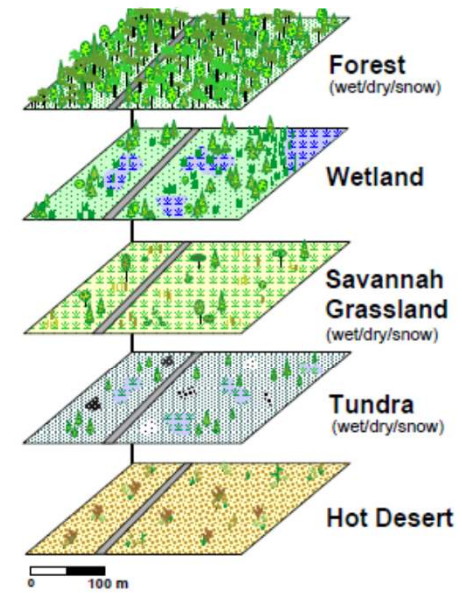 Forest
(wet/dry/snow)
Wetland
Savannah
Grassland
(wet/dry/snow)
Tundra
(wet/dry/snow)
Hot Desert
0 100 m